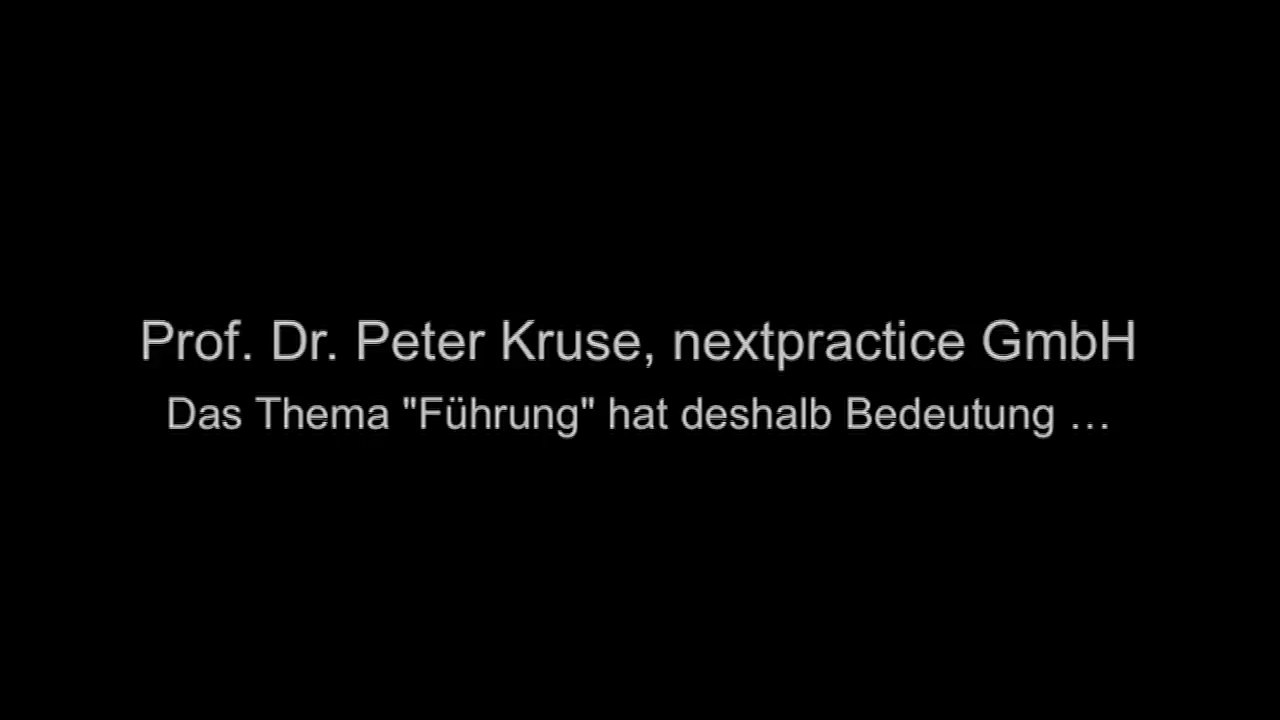 Prof. Dr. Peter Kruse, nextpractice GmbH
Das Thema "Führung" hat deshalb Bedeutung …